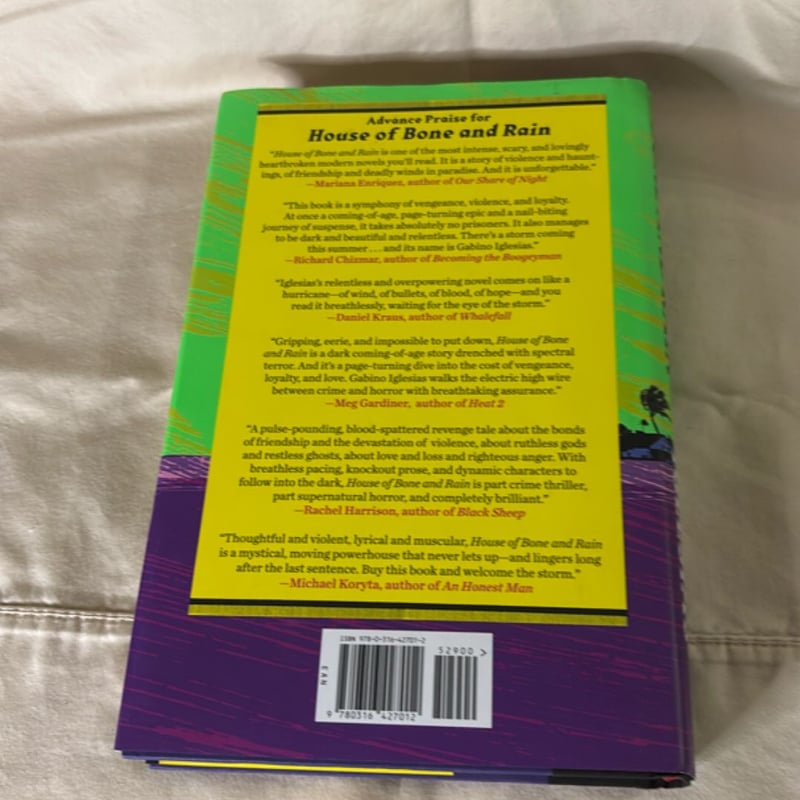 Advance Praise for
House of Bone and Rain
“House of Bone and Rain is one of the most intense, scary, and lovingly
heartbroken modern novels you’ll read. It is a story of violence and haunt-
ings, of friendship and deadly winds in paradise. And it is unforgettable.”
—Mariana Enriquez, author of Our Share of Night
“This book is a symphony of vengeance, violence, and loyalty.
At once a coming-of-age, page-turning epic and a nail-biting
journey of suspense, it takes absolutely no prisoners. It also manages
to be dark and beautiful and relentless. There’s a storm coming
this summer . . . and its name is Gabino Iglesias.”
—Richard Chizmar, author of Becoming the Boogeyman
“Iglesias’s relentless and overpowering novel comes on like a
hurricane—of wind, of bullets, of blood, of hope—and you
read it breathlessly, waiting for the eye of the storm.”
—Daniel Kraus, author of Whalefall
“Gripping, eerie, and impossible to put down, House of Bone
and Rain is a dark coming-of-age story drenched with spectral
terror. And it’s a page-turning dive into the cost of vengeance,
loyalty, and love. Gabino Iglesias walks the electric high wire
between crime and horror with breathtaking assurance.”
—Meg Gardiner, author of Heat 2
“A pulse-pounding, blood-spattered revenge tale about the bonds
of friendship and the devastation of violence, about ruthless gods
and restless ghosts, about love and loss and righteous anger. With
breathless pacing, knockout prose, and dynamic characters to
follow into the dark, House of Bone and Rain is part crime thriller,
part supernatural horror, and completely brilliant.”
—Rachel Harrison, author of Black Sheep
“Thoughtful and violent, lyrical and muscular, House of Bone and Rain
is a mystical, moving powerhouse that never lets up—and lingers long
after the last sentence. Buy this book and welcome the storm.”
—Michael Koryta, author of An Honest Man
ISBN 978-0-316-42701-2
52900 >
EAN
9 780316 427012